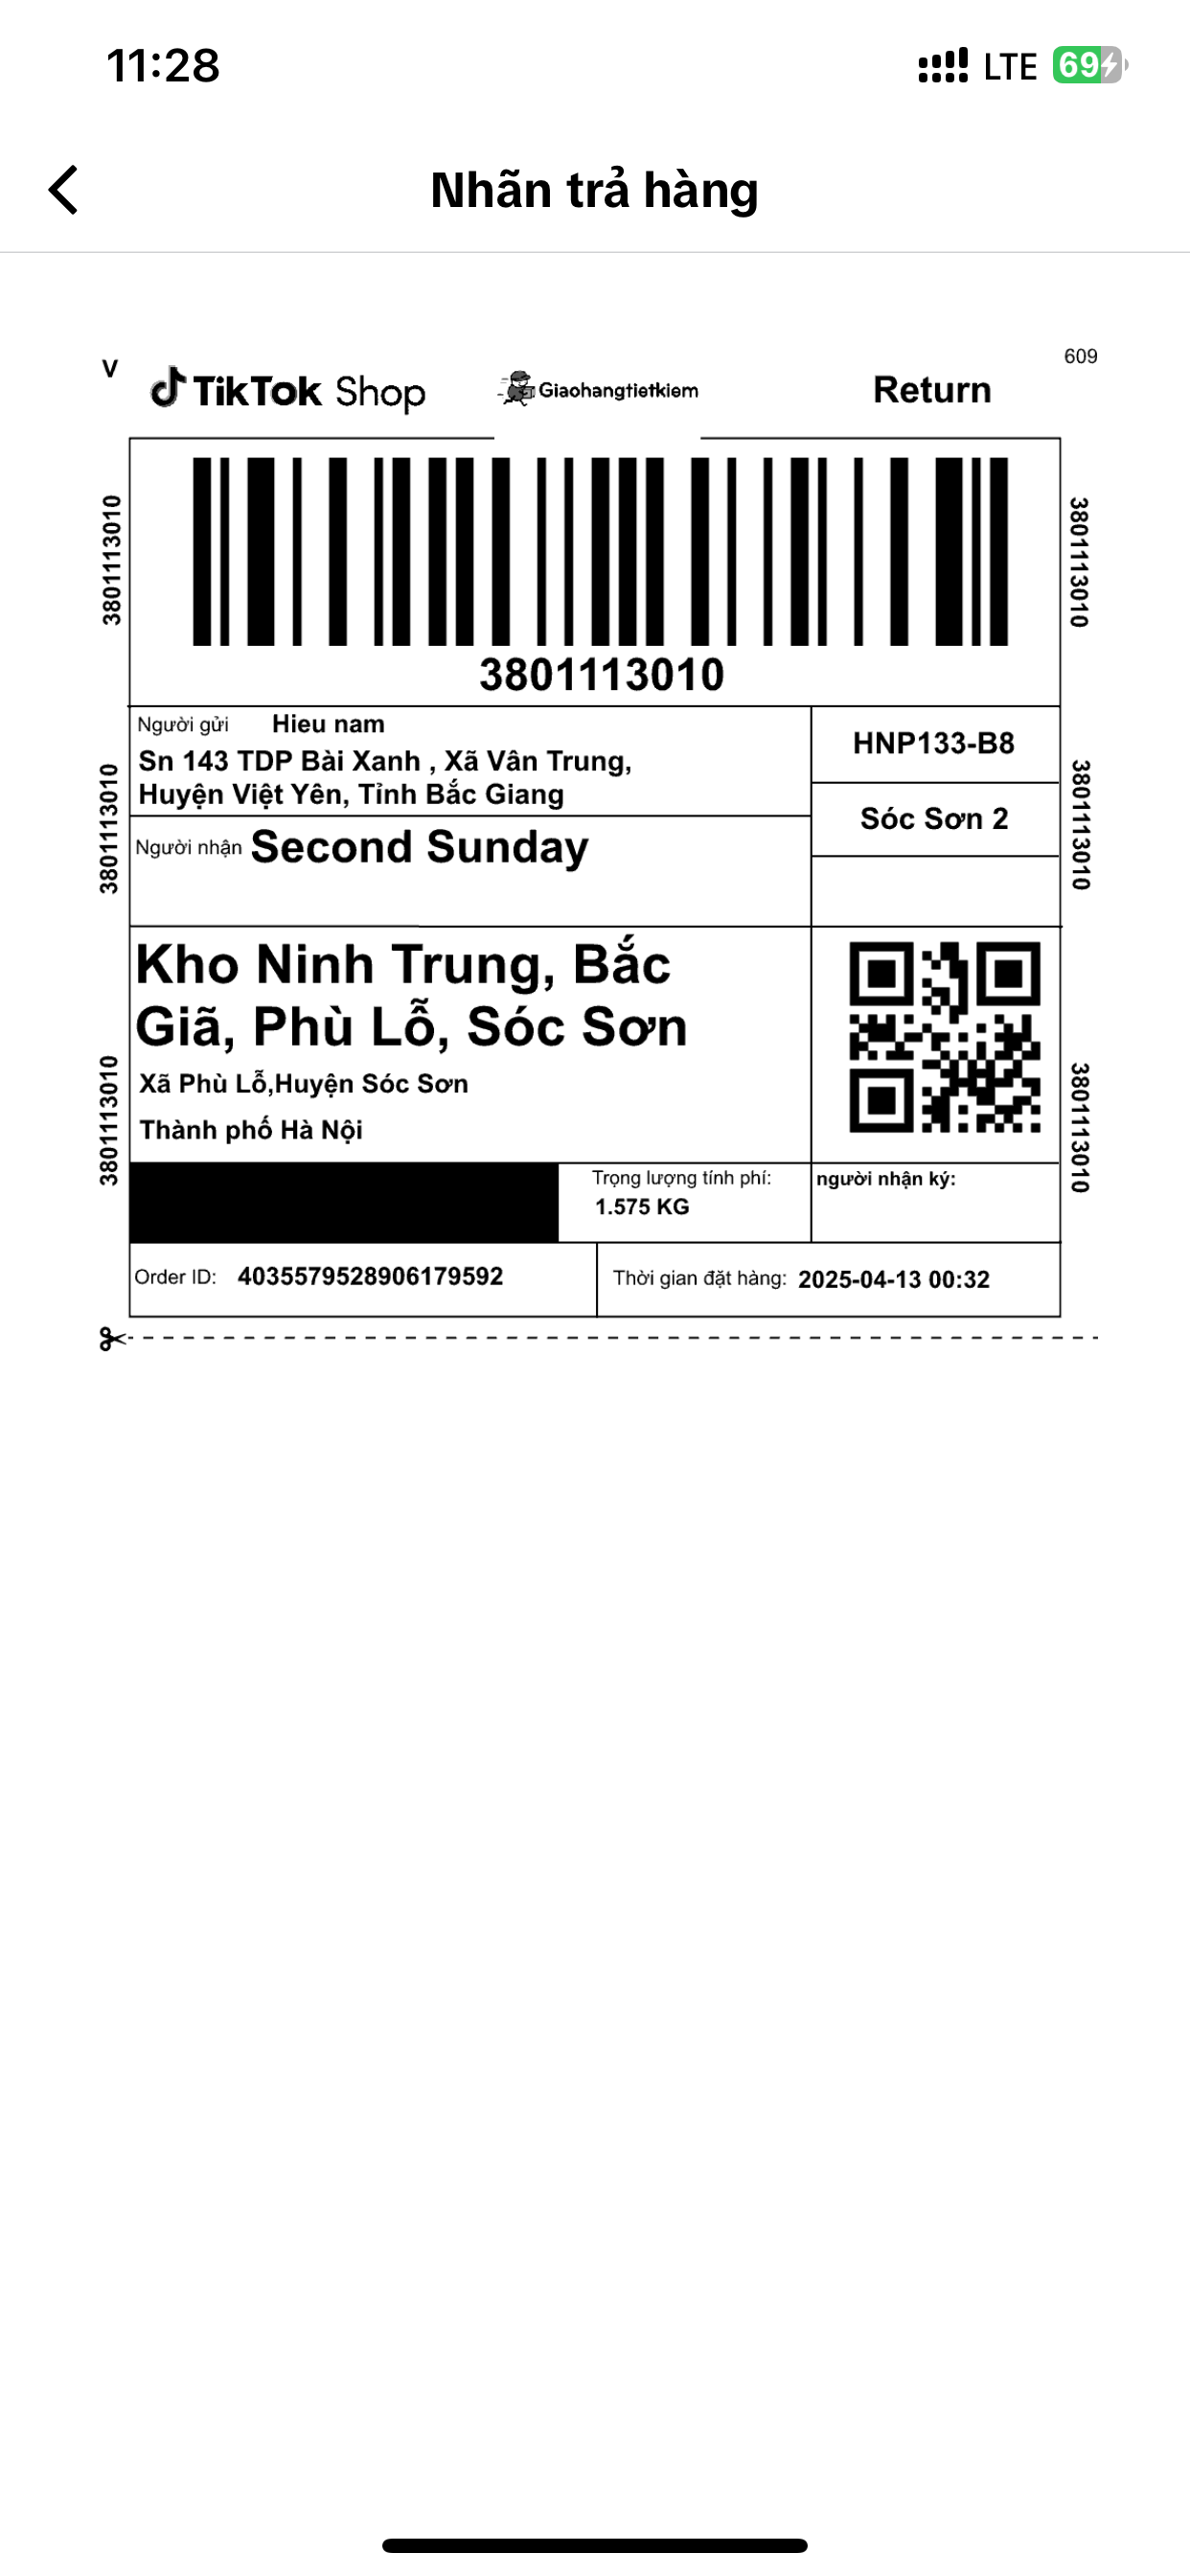 11:28
LTE
69
Nhãn trả hàng
609
V
TikTok Shop
Giaohangtietkiem
Return
3801113010
3801113010
3801113010
Người gửi Hieu nam
Sn 143 TDP Bài Xanh , Xã Vân Trung,
Huyện Việt Yên, Tỉnh Bắc Giang
HNP133-B8
Sóc Sơn 2
3801113010
3801113010
Người nhận Second Sunday
Kho Ninh Trung, Bắc
Giã, Phù Lỗ, Sóc Sơn
Xã Phù Lỗ,Huyện Sóc Sơn
Thành phố Hà Nội
3801113010
3801113010
Trọng lượng tính phí:
1.575 KG
người nhận ký:
Order ID: 4035579528906179592
Thời gian đặt hàng: 2025-04-13 00:32